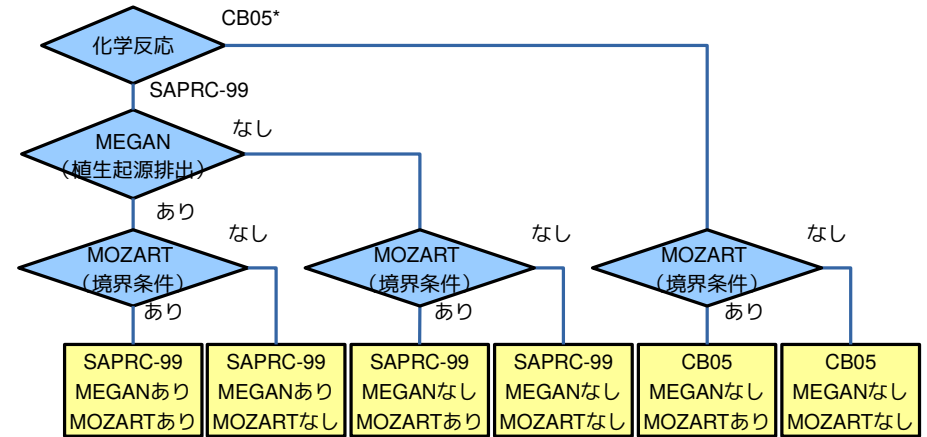 CB05*
化学反応
SAPRC-99
MEGAN
（植生起源排出）
なし
あり
MOZART
（境界条件）
なし
あり
MOZART
（境界条件）
なし
あり
MOZART
（境界条件）
なし
あり
SAPRC-99
MEGANあり
MOZARTあり
SAPRC-99
MEGANあり
MOZARTなし
SAPRC-99
MEGANなし
MOZARTあり
SAPRC-99
MEGANなし
MOZARTなし
CB05
MEGANなし
MOZARTあり
CB05
MEGANなし
MOZARTなし